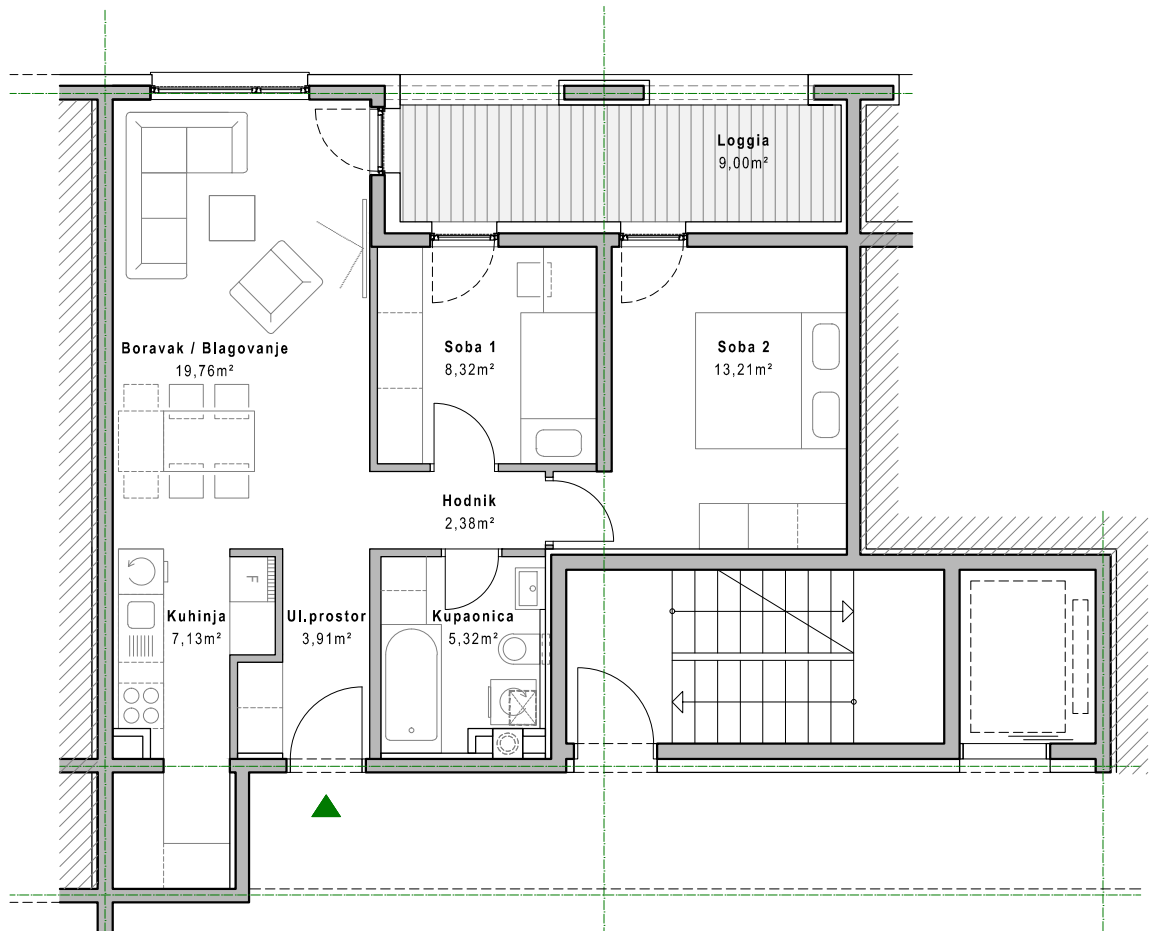 Loggia
9,00m²
Boravak / Blagovanje
19,76m²
Soba 1
8,32m²
Soba 2
13,21m²
Hodnik
2,38m²
F
Kuhinja
7,13m²
Ul.prostor
3,91m²
Kupaonica
5,32m²